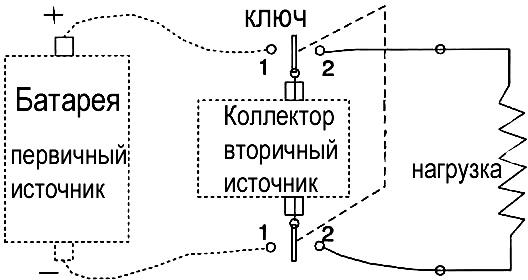 +
ключ
1
2
Батарея
первичный
источник
Коллектор
вторичный
источник
нагрузка
1
2
−